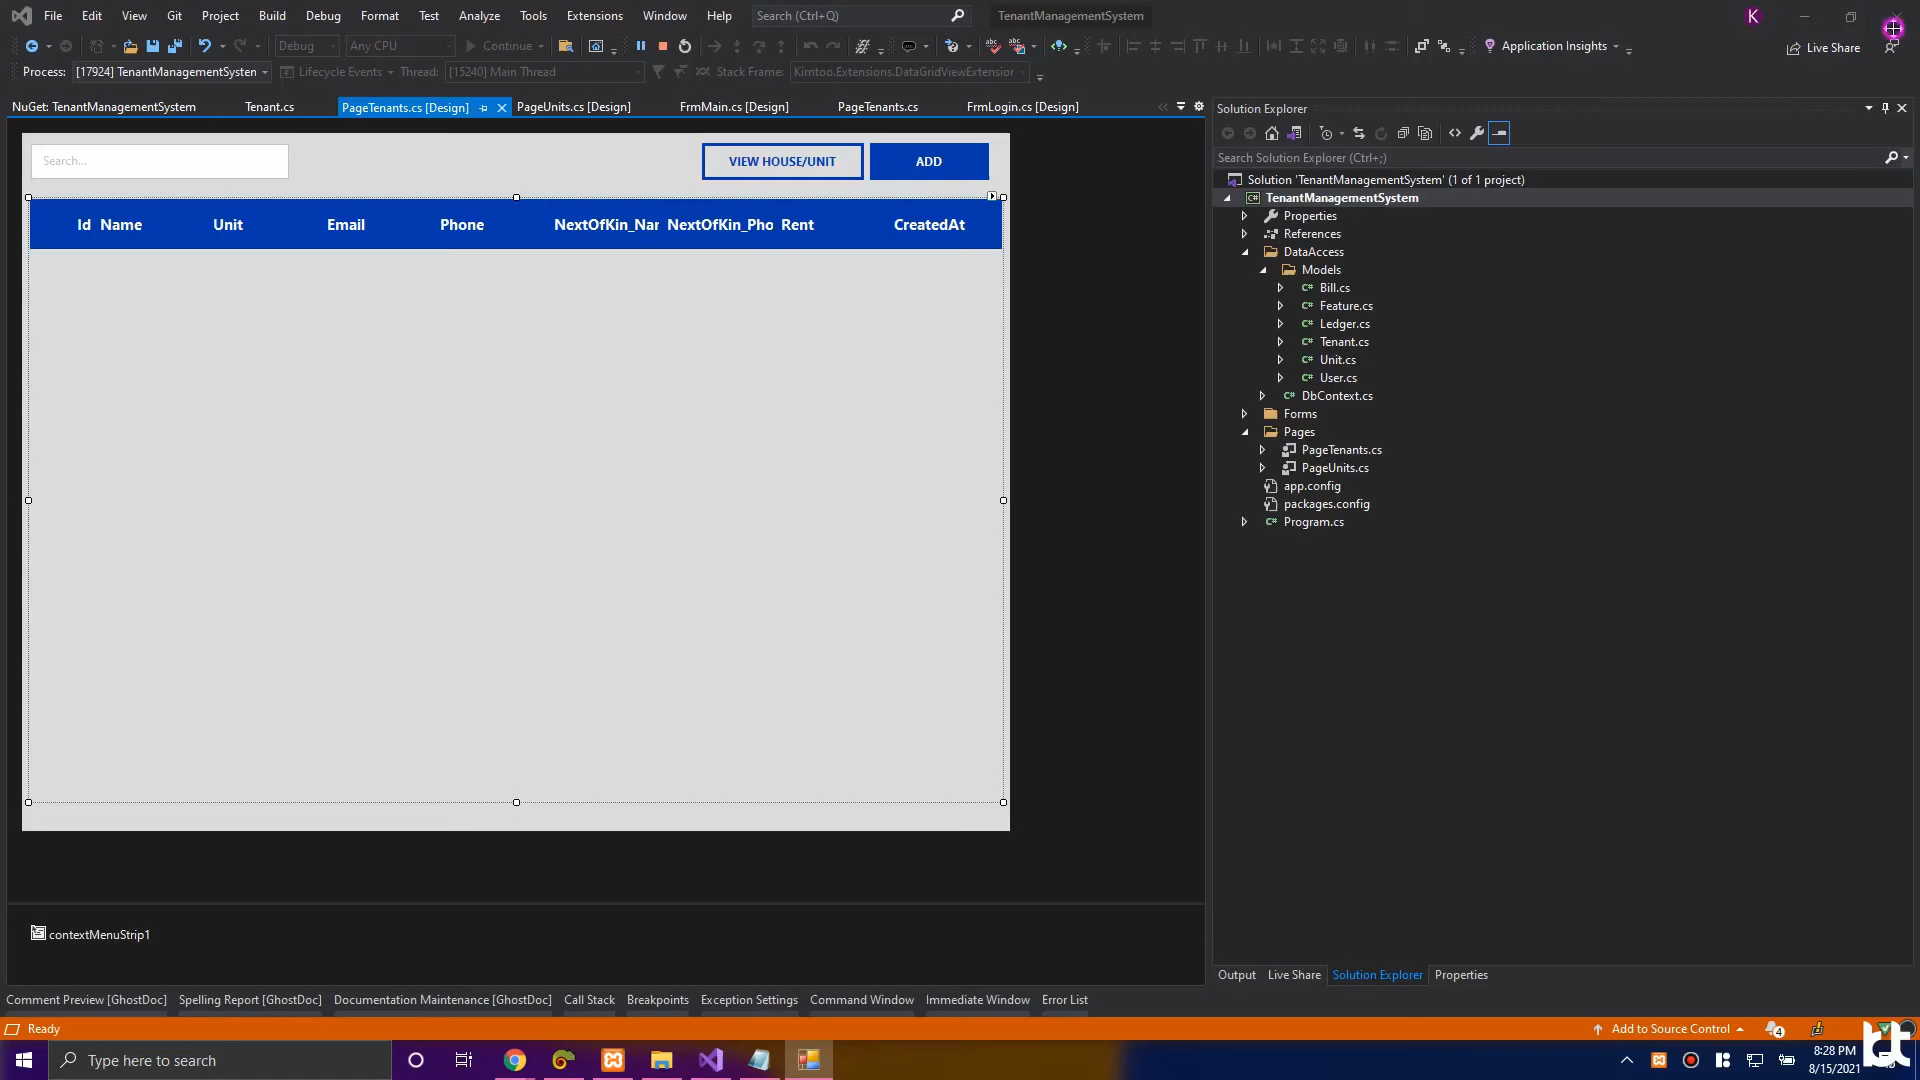 File Edit View Git Project Build Debug Format Test Analyze Tools Extensions Window Help Search (Ctrl+Q) TenantManagementSystem K
Debug Any CPU Continue Application Insights Live Share
Process: [17924] TenantManagementSysten Lifecycle Events Thread: [15240] Main Thread Stack Frame: Kimtoo.Extensions.DataGridViewExtension
NuGet: TenantManagementSystem Tenant.cs PageTenants.cs [Design] PageUnits.cs [Design] FrmMain.cs [Design] PageTenants.cs FrmLogin.cs [Design]
Search... VIEW HOUSE/UNIT ADD
Id Name Unit Email Phone NextOfKin_Nar NextOfKin_Pho Rent CreatedAt
contextMenuStrip1
Solution Explorer
Search Solution Explorer (Ctrl+;)
Solution 'TenantManagementSystem' (1 of 1 project)
TenantManagementSystem
Properties
References
DataAccess
Models
Bill.cs
Feature.cs
Ledger.cs
Tenant.cs
Unit.cs
User.cs
DbContext.cs
Forms
Pages
PageTenants.cs
PageUnits.cs
app.config
packages.config
Program.cs
Output Live Share Solution Explorer Properties
Comment Preview [GhostDoc] Spelling Report [GhostDoc] Documentation Maintenance [GhostDoc] Call Stack Breakpoints Exception Settings Command Window Immediate Window Error List
Ready Add to Source Control 4
Type here to search 8:28 PM
8/15/2021